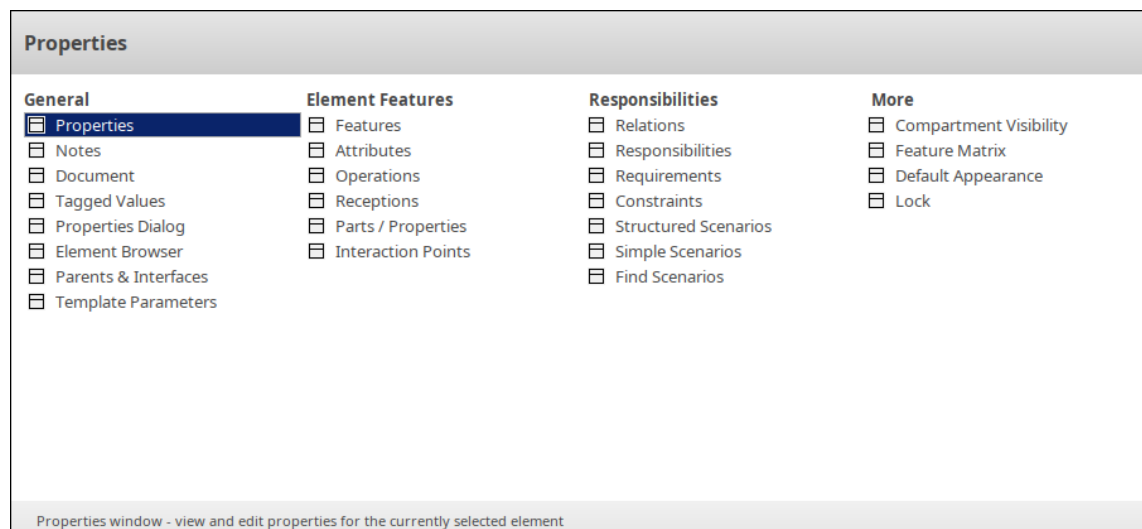 Properties
General
Properties
Notes
Document
Tagged Values
Properties Dialog
Element Browser
Parents & Interfaces
Template Parameters
Element Features
Features
Attributes
Operations
Receptions
Parts / Properties
Interaction Points
Responsibilities
Relations
Responsibilities
Requirements
Constraints
Structured Scenarios
Simple Scenarios
Find Scenarios
More
Compartment Visibility
Feature Matrix
Default Appearance
Lock
Properties window - view and edit properties for the currently selected element